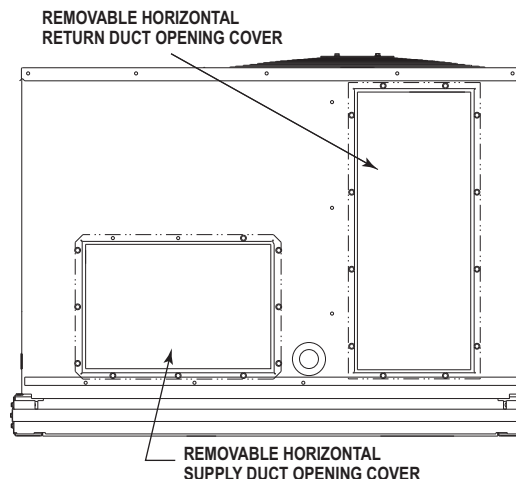 REMOVABLE HORIZONTAL
RETURN DUCT OPENING COVER
REMOVABLE HORIZONTAL
SUPPLY DUCT OPENING COVER